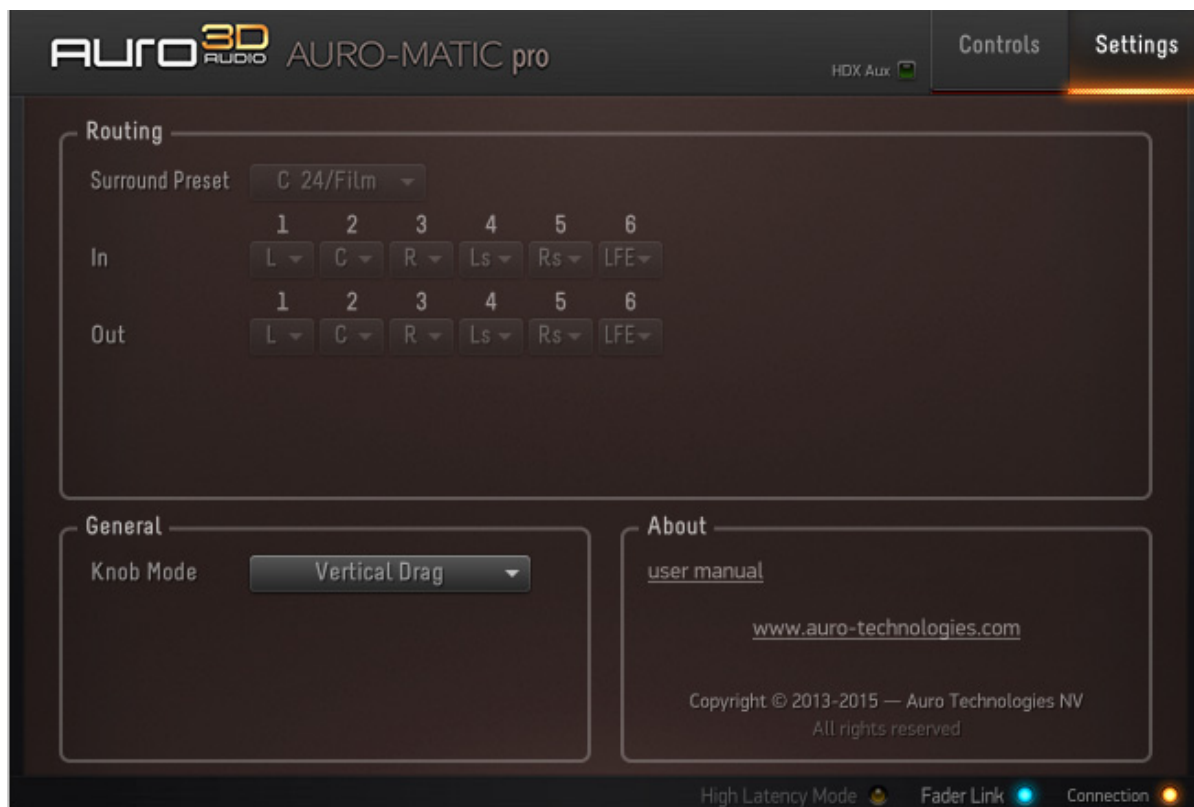 AURO 3D AUDIO AURO-MATIC pro
HDX Aux
Controls
Settings
Routing
Surround Preset C 24/Film
1 2 3 4 5 6
In L C R Ls Rs LFE
1 2 3 4 5 6
Out L C R Ls Rs LFE
General
Knob Mode Vertical Drag
About
user manual
www.auro-technologies.com
Copyright © 2013-2015 — Auro Technologies NV
All rights reserved
High Latency Mode Fader Link Connection